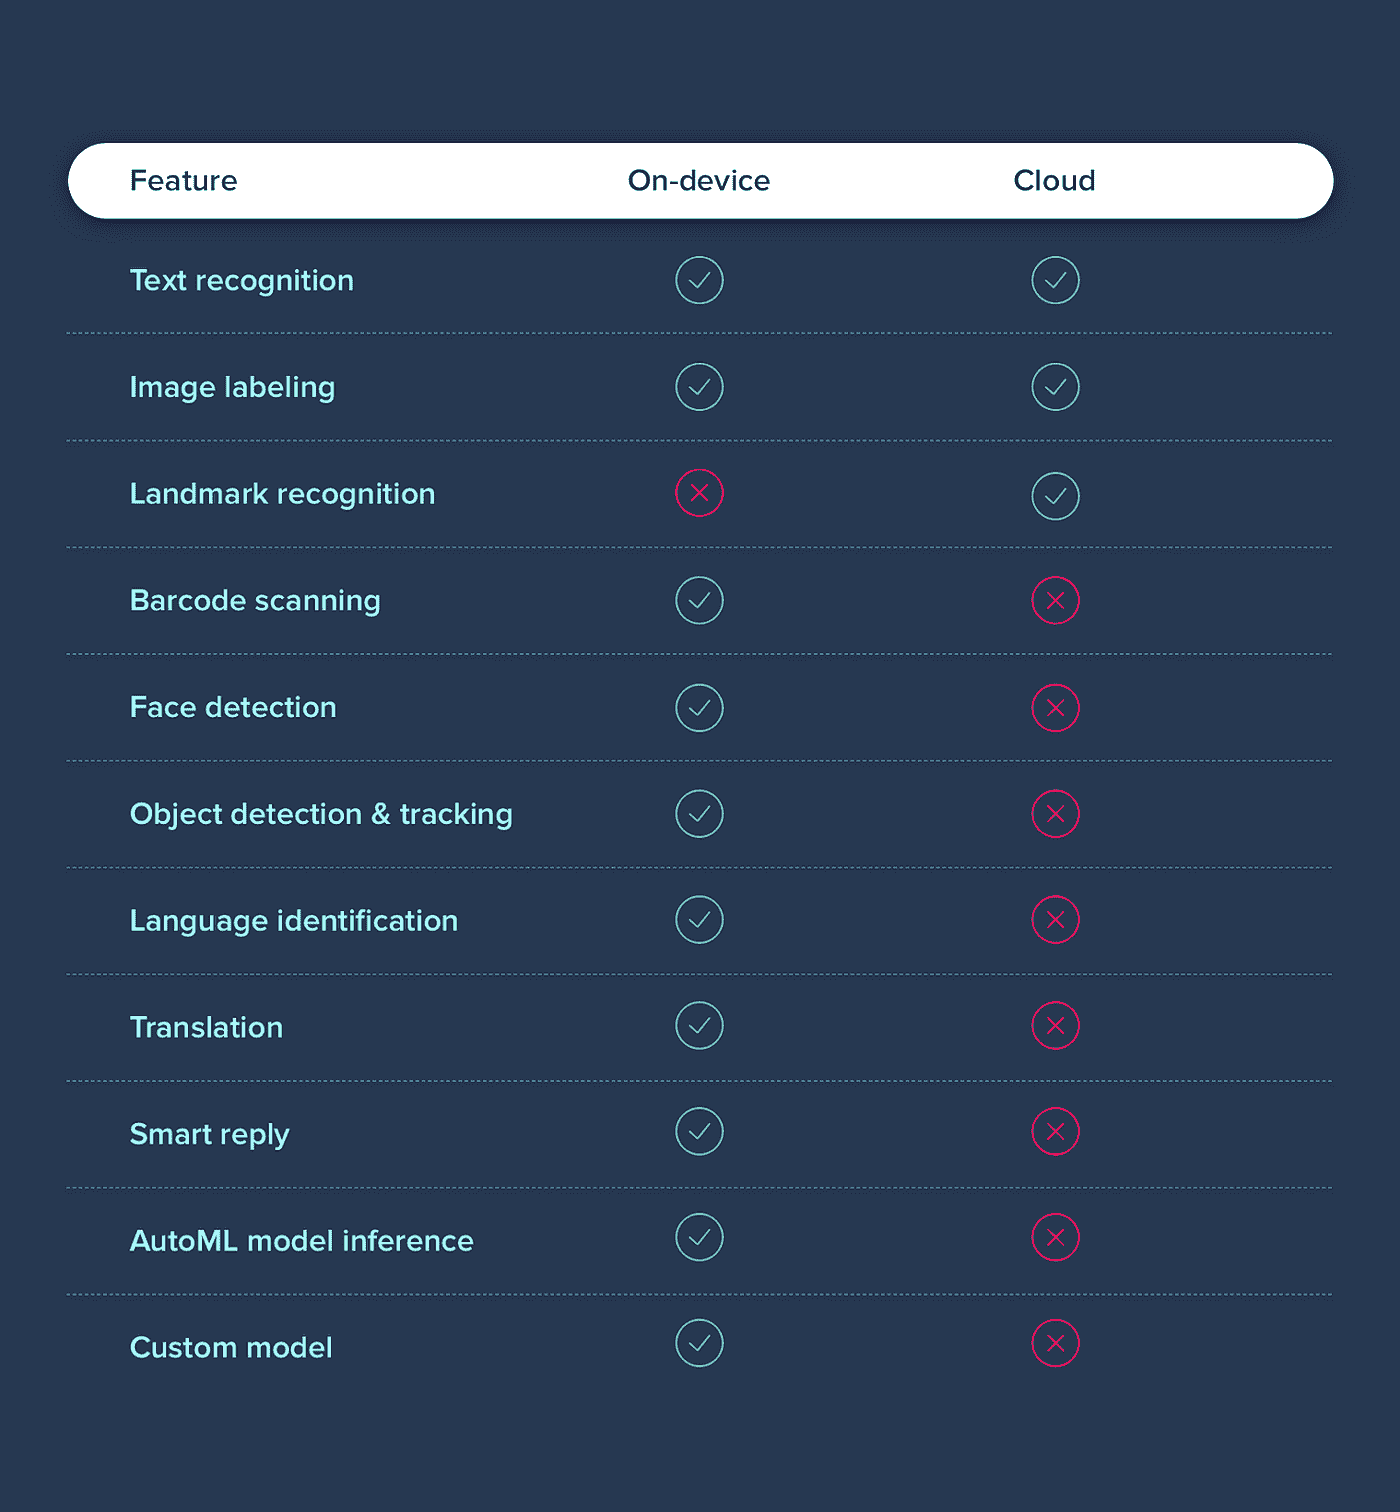 Feature On-device Cloud
Text recognition
Image labeling
Landmark recognition
Barcode scanning
Face detection
Object detection & tracking
Language identification
Translation
Smart reply
AutoML model inference
Custom model